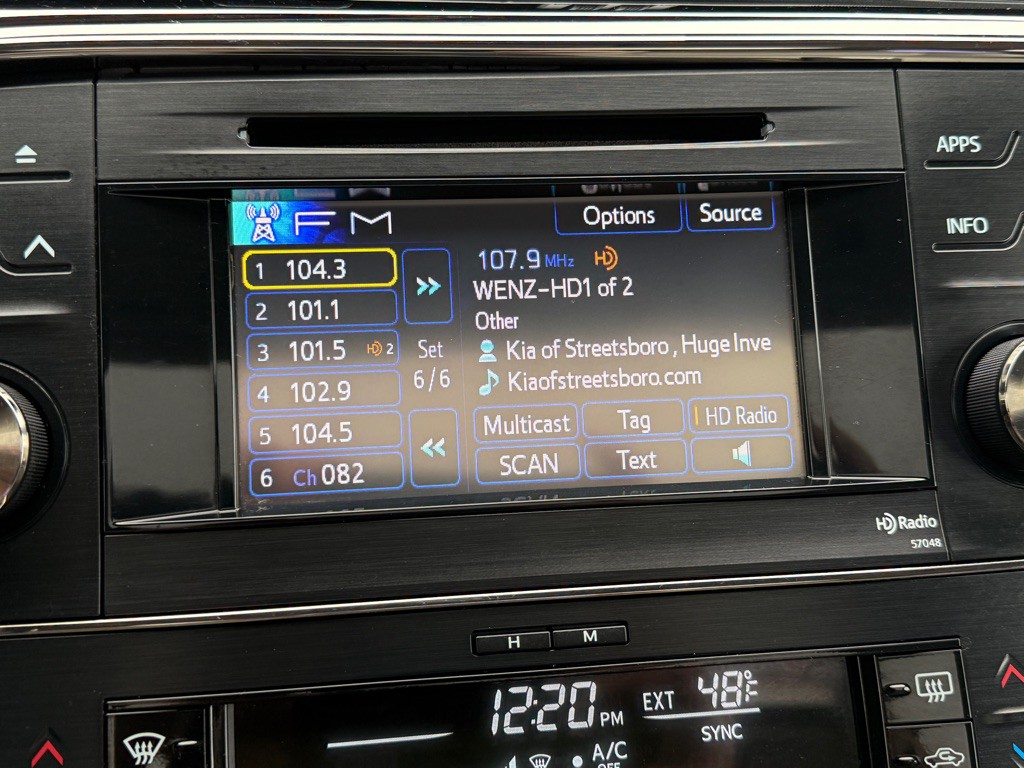 APPS
INFO
FM
Options
Source
1 104.3
2 101.1
3 101.5 HD 2
4 102.9
5 104.5
6 Ch 082
Set
6/6
107.9 MHz HD
WENZ-HD1 of 2
Other
Kia of Streetsboro , Huge Inve
Kiaofstreetsboro.com
Multicast
Tag
HD Radio
SCAN
Text
HD Radio
57048
H
M
12:20 PM
EXT 48°F
SYNC
A/C
OFF